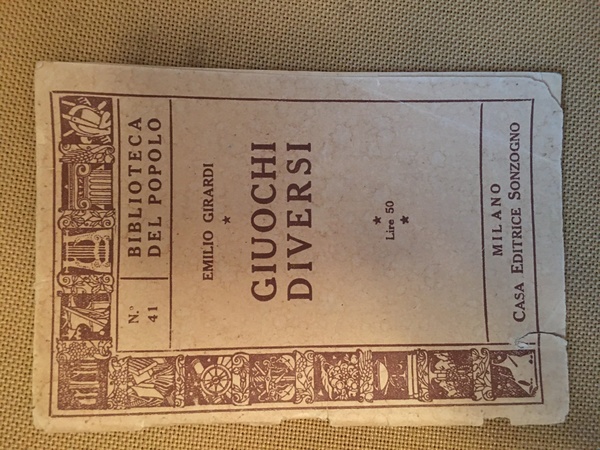 N.º 41
BIBLIOTECA
DEL POPOLO
EMILIO GIRARDI
GIUOCHI
DIVERSI
Lire 50
MILANO
CASA EDITRICE SONZOGNO